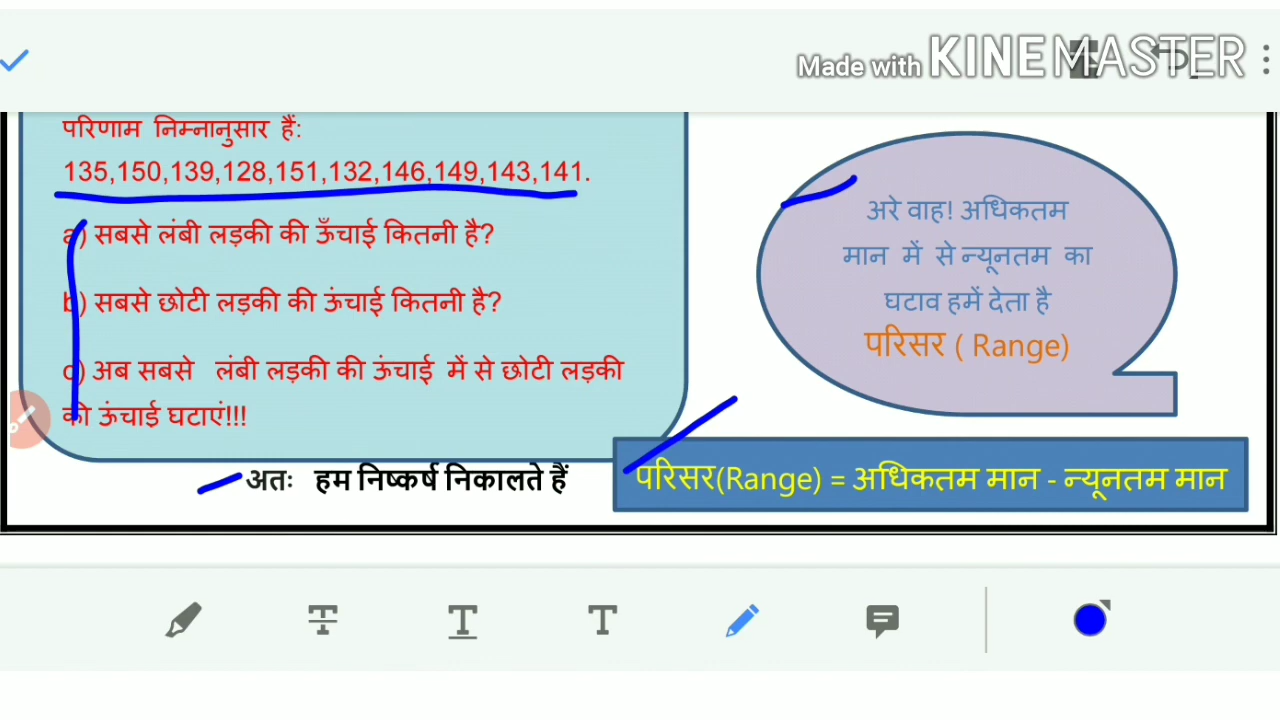 Made with KINEMASTER
परिणाम निम्नानुसार हैं:
135,150,139,128,151,132,146,149,143,141.
a) सबसे लंबी लड़की की ऊँचाई कितनी है?
b) सबसे छोटी लड़की की ऊंचाई कितनी है?
c) अब सबसे लंबी लड़की की ऊंचाई में से छोटी लड़की
की ऊंचाई घटाएं!!!
अरे वाह! अधिकतम
मान में से न्यूनतम का
घटाव हमें देता है
परिसर ( Range)
अतः हम निष्कर्ष निकालते हैं
परिसर(Range) = अधिकतम मान - न्यूनतम मान